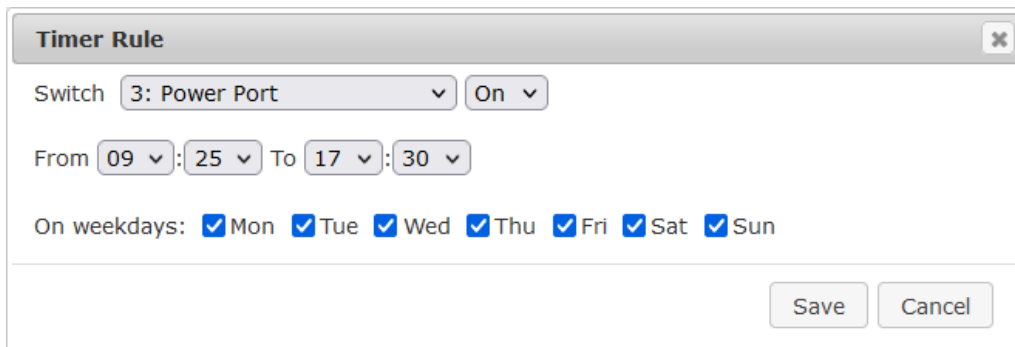 Timer Rule
Switch 3: Power Port On
From 09 : 25 To 17 : 30
On weekdays: Mon Tue Wed Thu Fri Sat Sun
Save Cancel